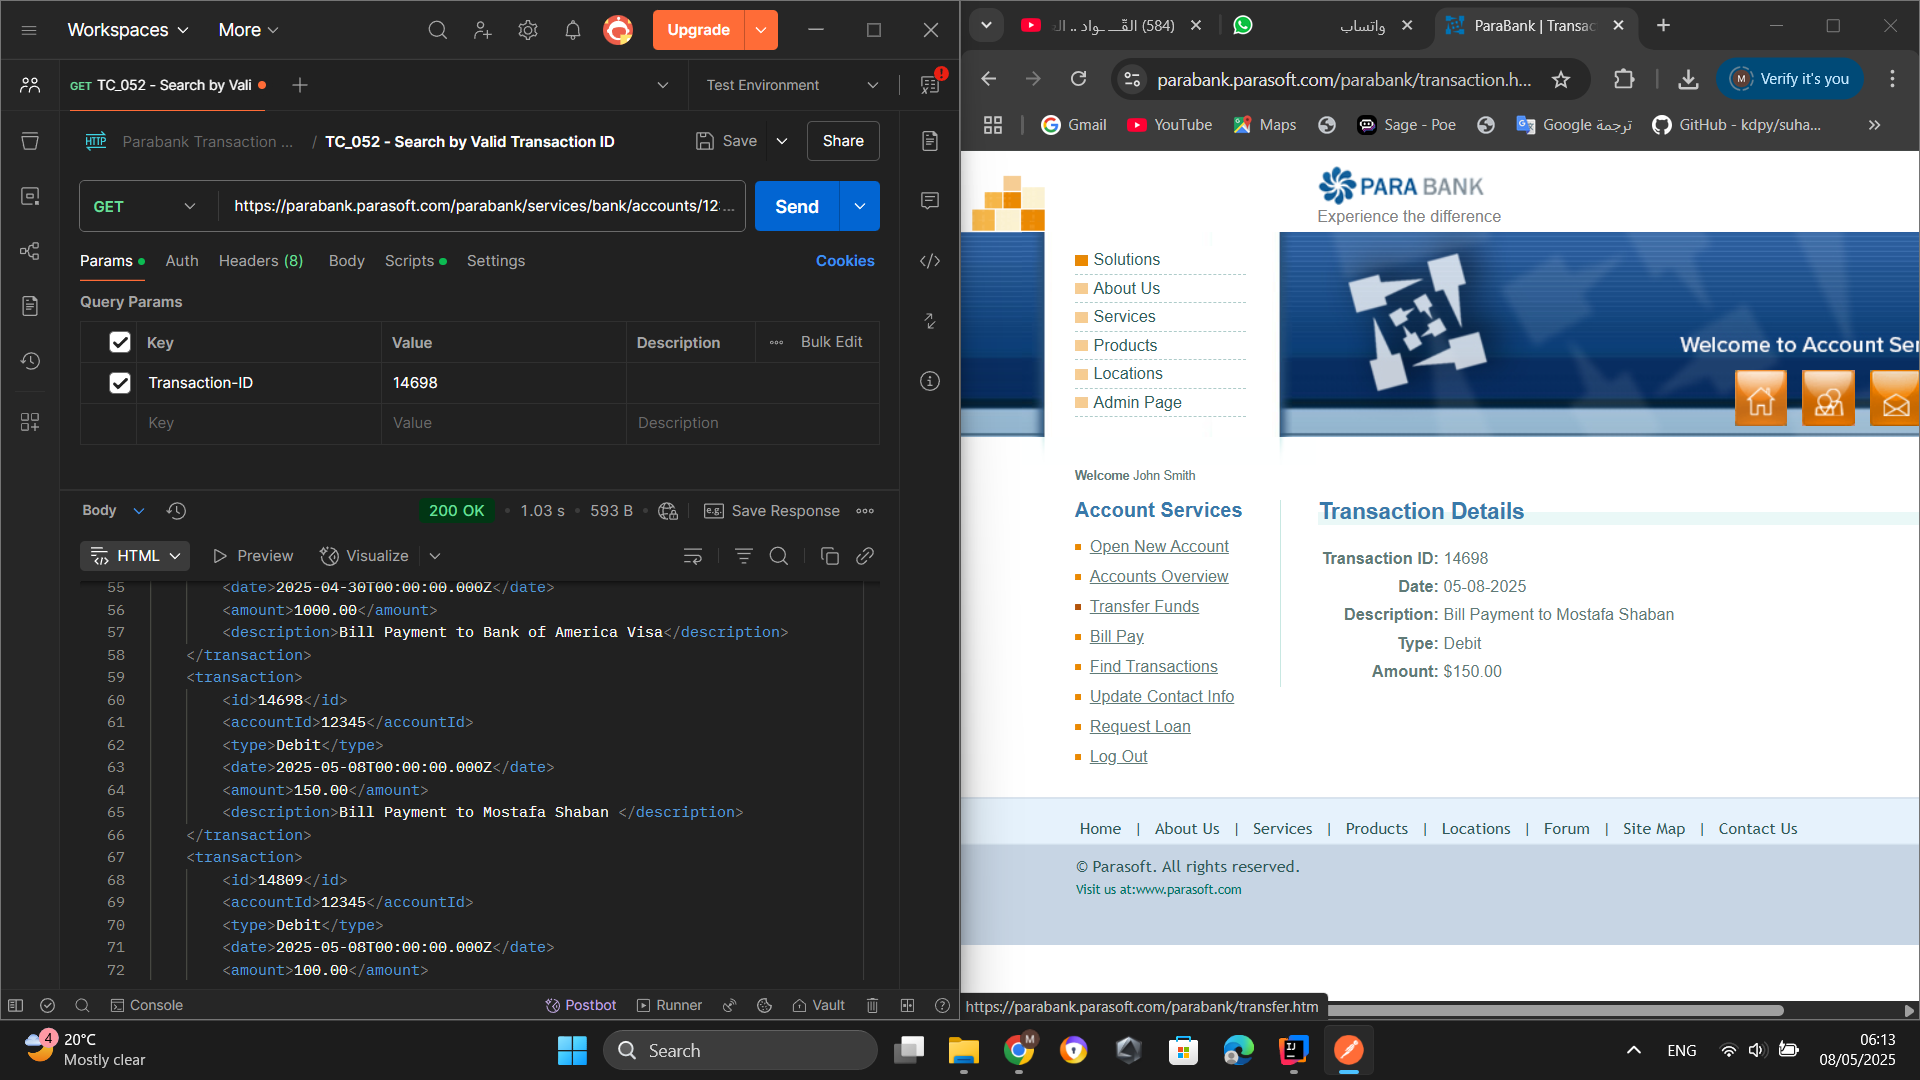 Workspaces
More
Upgrade
GET TC_052 - Search by Vali
Test Environment
HTTP
Parabank Transaction ...
/ TC_052 - Search by Valid Transaction ID
Save
Share
GET
https://parabank.parasoft.com/parabank/services/bank/accounts/12...
Send
Params
Auth
Headers (8)
Body
Scripts
Settings
Cookies
Query Params
Key Value Description
Bulk Edit
Transaction-ID 14698
Key Value Description
Body
200 OK
1.03 s
593 B
e.g. Save Response
HTML
Preview
Visualize
55 <date>2025-04-30T00:00:00.000Z</date>
56 <amount>1000.00</amount>
57 <description>Bill Payment to Bank of America Visa</description>
58 </transaction>
59 <transaction>
60 <id>14698</id>
61 <accountId>12345</accountId>
62 <type>Debit</type>
63 <date>2025-05-08T00:00:00.000Z</date>
64 <amount>150.00</amount>
65 <description>Bill Payment to Mostafa Shaban </description>
66 </transaction>
67 <transaction>
68 <id>14809</id>
69 <accountId>12345</accountId>
70 <type>Debit</type>
71 <date>2025-05-08T00:00:00.000Z</date>
72 <amount>100.00</amount>
Console
Postbot
Runner
Vault
(584)
واتساب
ParaBank | Transac
parabank.parasoft.com/parabank/transaction.h...
M
Verify it's you
Gmail
YouTube
Maps
Sage - Poe
ترجمة Google
GitHub - kdpy/suha...
PARA BANK
Experience the difference
Solutions
About Us
Services
Products
Locations
Admin Page
Welcome to Account Ser
Welcome John Smith
Account Services
Open New Account
Accounts Overview
Transfer Funds
Bill Pay
Find Transactions
Update Contact Info
Request Loan
Log Out
Transaction Details
Transaction ID: 14698
Date: 05-08-2025
Description: Bill Payment to Mostafa Shaban
Type: Debit
Amount: $150.00
Home | About Us | Services | Products | Locations | Forum | Site Map | Contact Us
© Parasoft. All rights reserved.
Visit us at:www.parasoft.com
https://parabank.parasoft.com/parabank/transfer.htm
4
20°C
Mostly clear
Search
M
IJ
ENG
06:13
08/05/2025